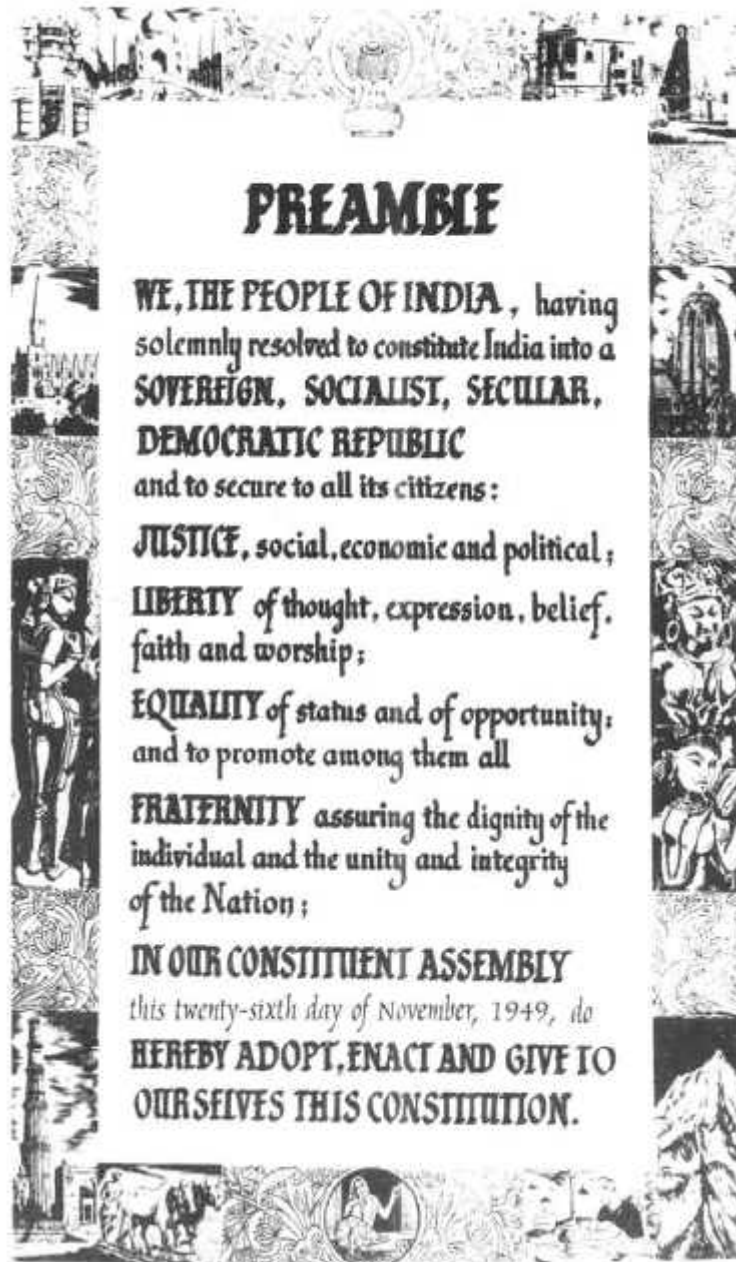 PREAMBLE
WE, THE PEOPLE OF INDIA, having
solemnly resolved to constitute India into a
SOVEREIGN, SOCIALIST, SECULAR,
DEMOCRATIC REPUBLIC
and to secure to all its citizens:
JUSTICE, social, economic and political;
LIBERTY of thought, expression, belief,
faith and worship;
EQUALITY of status and of opportunity;
and to promote among them all
FRATERNITY assuring the dignity of the
individual and the unity and integrity
of the Nation;
IN OUR CONSTITUENT ASSEMBLY
this twenty-sixth day of November, 1949, do
HEREBY ADOPT, ENACT AND GIVE TO
OURSELVES THIS CONSTITUTION.